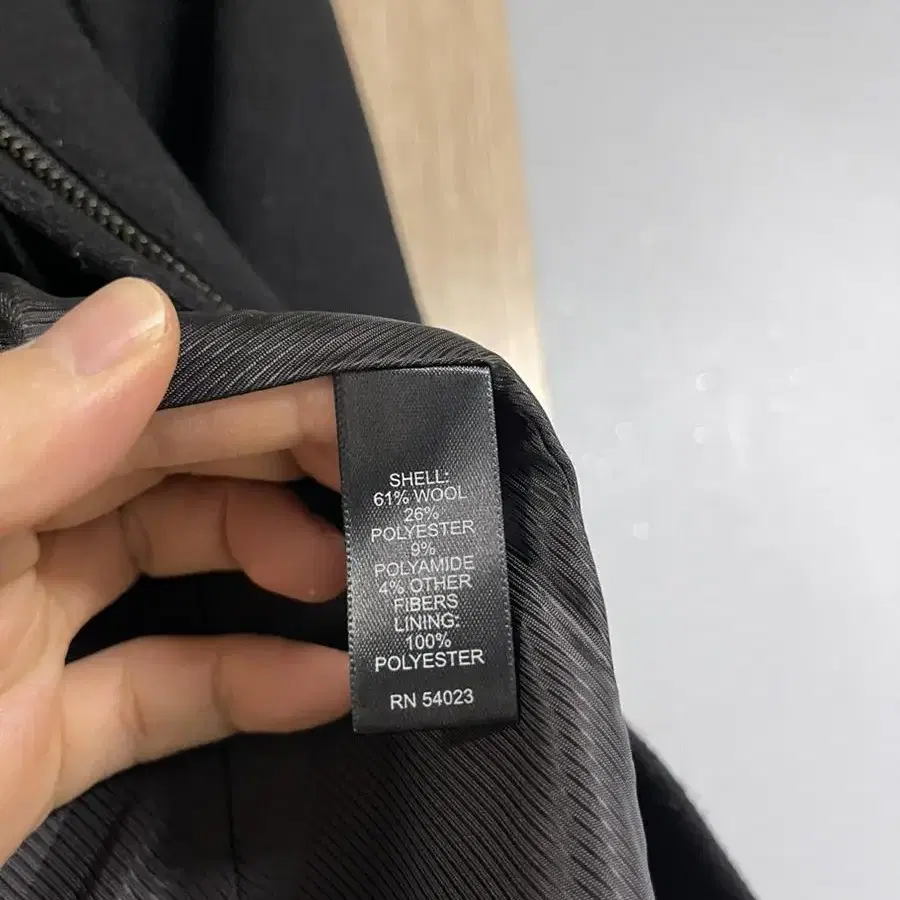 SHELL:
61% WOOL
26%
POLYESTER
9%
POLYAMIDE
4% OTHER
FIBERS
LINING:
100%
POLYESTER
RN 54023